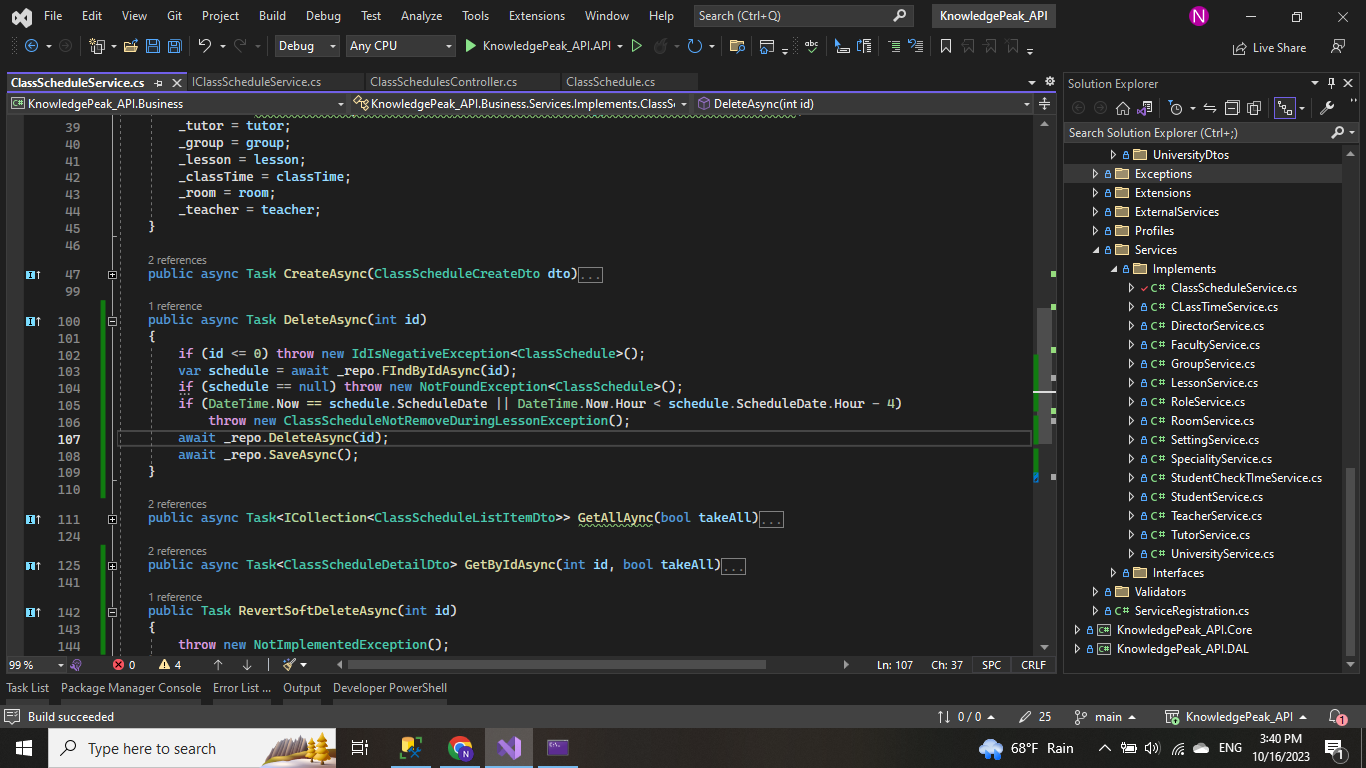 File Edit View Git Project Build Debug Test Analyze Tools Extensions Window Help Search (Ctrl+Q) KnowledgePeak_API N
Debug Any CPU KnowledgePeak_API.API Live Share
ClassScheduleService.cs IClassScheduleService.cs ClassSchedulesController.cs ClassSchedule.cs
KnowledgePeak_API.Business KnowledgePeak_API.Business.Services.Implements.ClassS DeleteAsync(int id)
39 _tutor = tutor;
40 _group = group;
41 _lesson = lesson;
42 _classTime = classTime;
43 _room = room;
44 _teacher = teacher;
45 }
46
2 references
47 public async Task CreateAsync(ClassScheduleCreateDto dto)...
99
1 reference
100 public async Task DeleteAsync(int id)
101 {
102 if (id <= 0) throw new IdIsNegativeException<ClassSchedule>();
103 var schedule = await _repo.FIndByIdAsync(id);
104 if (schedule == null) throw new NotFoundException<ClassSchedule>();
105 if (DateTime.Now == schedule.ScheduleDate || DateTime.Now.Hour < schedule.ScheduleDate.Hour - 4)
106 throw new ClassScheduleNotRemoveDuringLessonException();
107 await _repo.DeleteAsync(id);
108 await _repo.SaveAsync();
109 }
110
2 references
111 public async Task<ICollection<ClassScheduleListItemDto>> GetAllAync(bool takeAll)...
124
2 references
125 public async Task<ClassScheduleDetailDto> GetByIdAsync(int id, bool takeAll)...
141
1 reference
142 public Task RevertSoftDeleteAsync(int id)
143 {
144 throw new NotImplementedException();
99 % 0 4 Ln: 107 Ch: 37 SPC CRLF
Solution Explorer
Search Solution Explorer (Ctrl+;)
UniversityDtos
Exceptions
Extensions
ExternalServices
Profiles
Services
Implements
C# ClassScheduleService.cs
C# CLassTimeService.cs
C# DirectorService.cs
C# FacultyService.cs
C# GroupService.cs
C# LessonService.cs
C# RoleService.cs
C# RoomService.cs
C# SettingService.cs
C# SpecialityService.cs
C# StudentCheckTImeService.cs
C# StudentService.cs
C# TeacherService.cs
C# TutorService.cs
C# UniversityService.cs
Interfaces
Validators
C# ServiceRegistration.cs
KnowledgePeak_API.Core
KnowledgePeak_API.DAL
Task List Package Manager Console Error List ... Output Developer PowerShell
Build succeeded 0 / 0 25 main KnowledgePeak_API 1
Type here to search 68°F Rain ENG 3:40 PM 10/16/2023 1